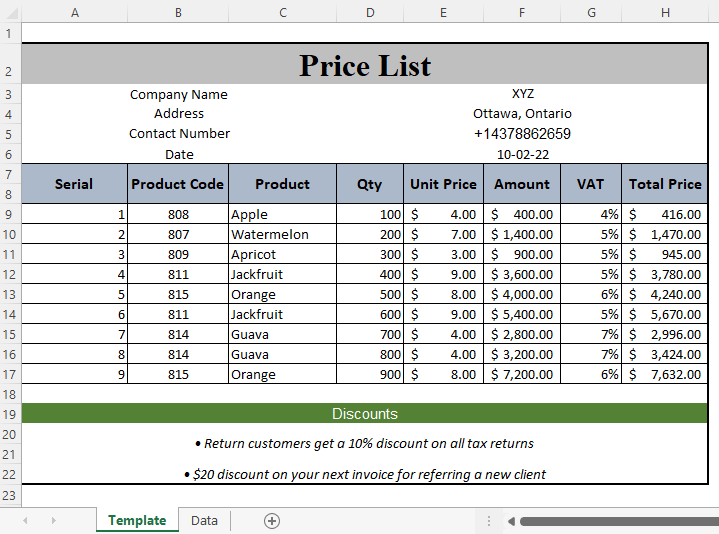 A B C D E F G H
1
2 Price List
3 Company Name XYZ
4 Address Ottawa, Ontario
5 Contact Number +14378862659
6 Date 10-02-22
7
8 Serial Product Code Product Qty Unit Price Amount VAT Total Price
9 1 808 Apple 100 $ 4.00 $ 400.00 4% $ 416.00
10 2 807 Watermelon 200 $ 7.00 $ 1,400.00 5% $ 1,470.00
11 3 809 Apricot 300 $ 3.00 $ 900.00 5% $ 945.00
12 4 811 Jackfruit 400 $ 9.00 $ 3,600.00 5% $ 3,780.00
13 5 815 Orange 500 $ 8.00 $ 4,000.00 6% $ 4,240.00
14 6 811 Jackfruit 600 $ 9.00 $ 5,400.00 5% $ 5,670.00
15 7 814 Guava 700 $ 4.00 $ 2,800.00 7% $ 2,996.00
16 8 814 Guava 800 $ 4.00 $ 3,200.00 7% $ 3,424.00
17 9 815 Orange 900 $ 8.00 $ 7,200.00 6% $ 7,632.00
18
19 Discounts
20
21 • Return customers get a 10% discount on all tax returns
22 • $20 discount on your next invoice for referring a new client
23
Template Data